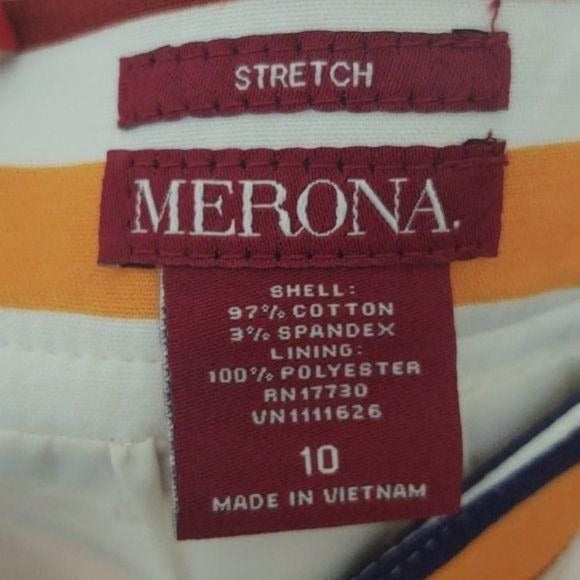 STRETCH
MERONA.
SHELL:
97% COTTON
3% SPANDEX
LINING:
100% POLYESTER
RN17730
VN1111626
10
MADE IN VIETNAM